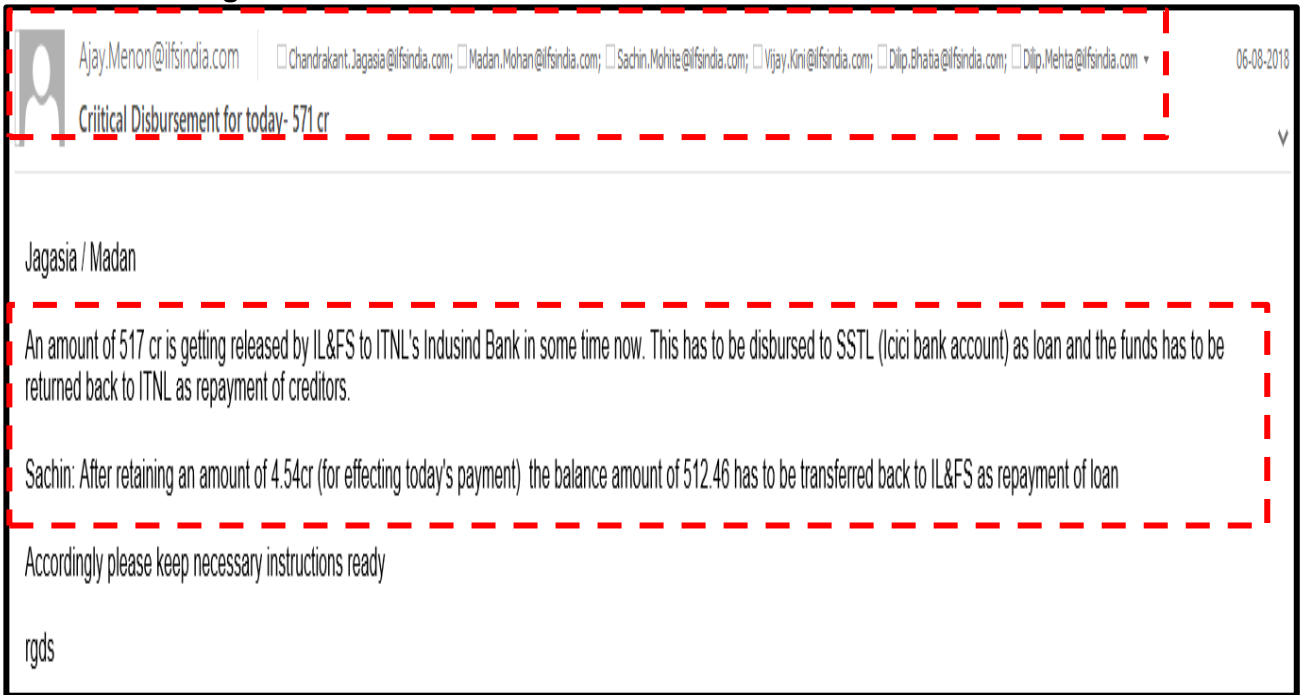 Ajay.Menon@ilfsindia.com Chandrakant.Jagasia@ilfsindia.com; Madan.Mohan@ilfsindia.com; Sachin.Mohite@ilfsindia.com; Vijay.Kini@ilfsindia.com; Dilip.Bhatia@ilfsindia.com; Dilip.Mehta@ilfsindia.com 06-08-2018
Criitical Disbursement for today- 571 cr
Jagasia / Madan
An amount of 517 cr is getting released by IL&FS to ITNL's Indusind Bank in some time now. This has to be disbursed to SSTL (Icici bank account) as loan and the funds has to be
returned back to ITNL as repayment of creditors.
Sachin: After retaining an amount of 4.54cr (for effecting today's payment) the balance amount of 512.46 has to be transferred back to IL&FS as repayment of loan
Accordingly please keep necessary instructions ready
rgds